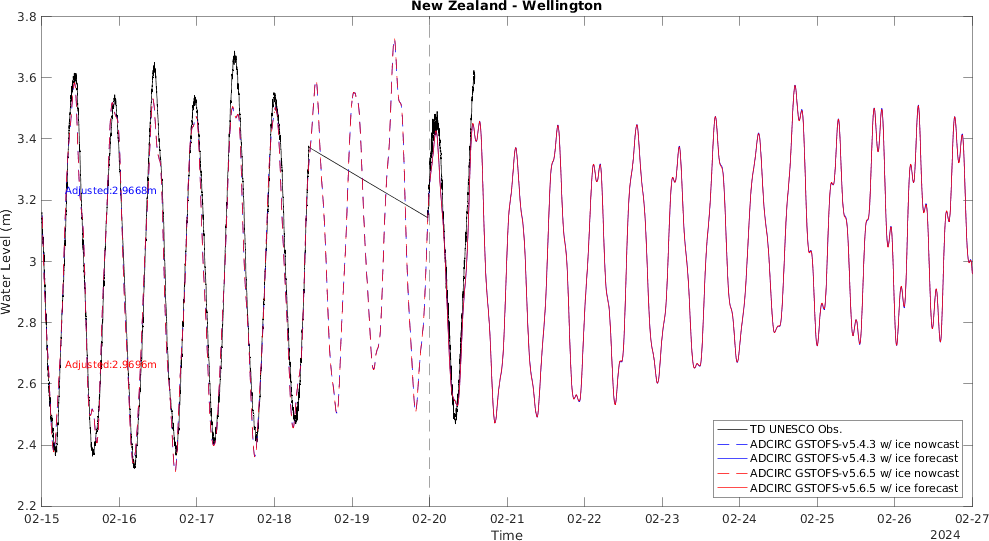 New Zealand - Wellington
3.8
3.6
3.4
3.2
3
2.8
2.6
2.4
2.2
Water Level (m)
Adjusted:2.9668m
Adjusted:2.9696m
TD UNESCO Obs.
ADCIRC GSTOFS-v5.4.3 w/ ice nowcast
ADCIRC GSTOFS-v5.4.3 w/ ice forecast
ADCIRC GSTOFS-v5.6.5 w/ ice nowcast
ADCIRC GSTOFS-v5.6.5 w/ ice forecast
02-15 02-16 02-17 02-18 02-19 02-20 02-21 02-22 02-23 02-24 02-25 02-26 02-27
Time
2024